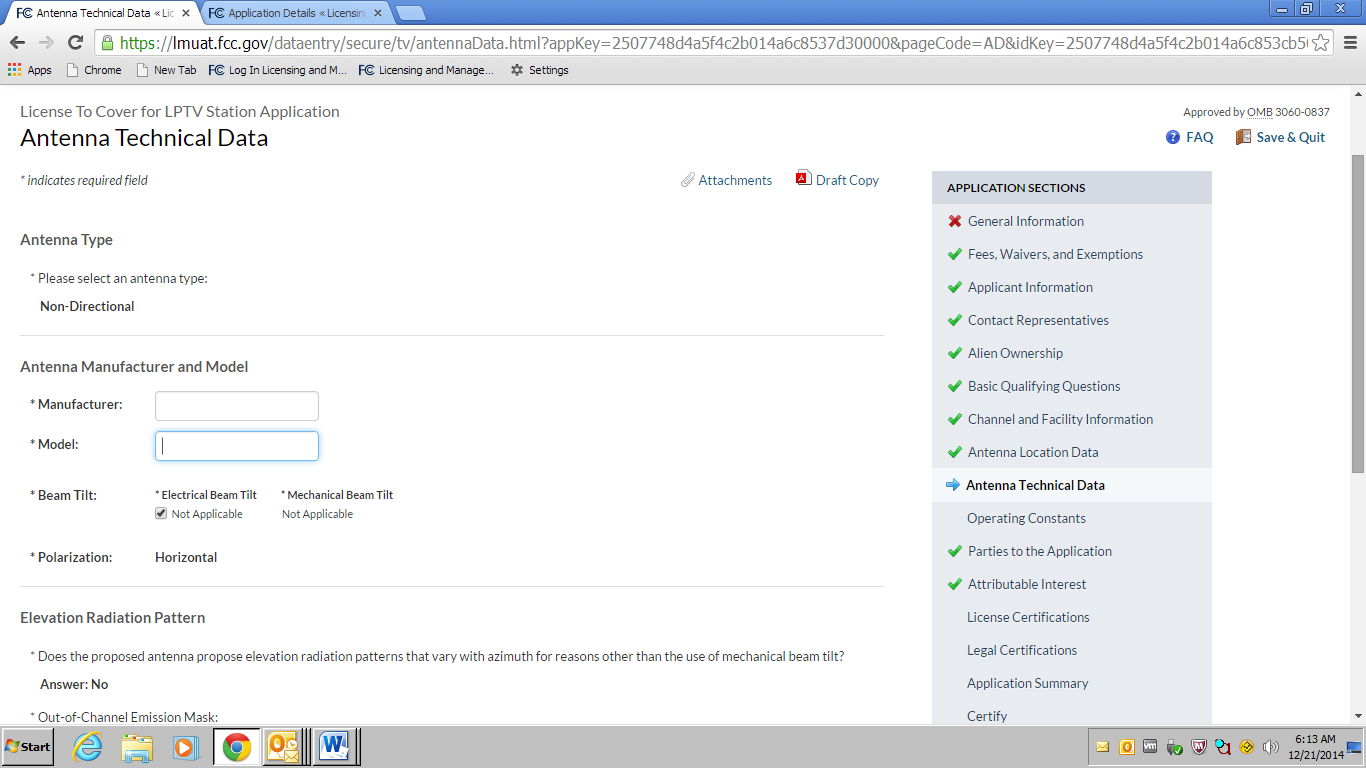 Antenna Technical Data « Lic
Application Details « Licensin
https://lmuat.fcc.gov/dataentry/secure/tv/antennaData.html?appKey=2507748d4a5f4c2b014a6c8537d30000&pageCode=AD&idKey=2507748d4a5f4c2b014a6c853cb50
Apps Chrome New Tab Log In Licensing and M... Licensing and Manage... Settings
License To Cover for LPTV Station Application
Approved by OMB 3060-0837
Antenna Technical Data
FAQ Save & Quit
* indicates required field
Attachments Draft Copy
Antenna Type
* Please select an antenna type:
Non-Directional
Antenna Manufacturer and Model
* Manufacturer:
* Model:
* Beam Tilt: * Electrical Beam Tilt * Mechanical Beam Tilt
Not Applicable Not Applicable
* Polarization: Horizontal
Elevation Radiation Pattern
* Does the proposed antenna propose elevation radiation patterns that vary with azimuth for reasons other than the use of mechanical beam tilt?
Answer: No
* Out-of-Channel Emission Mask:
APPLICATION SECTIONS
General Information
Fees, Waivers, and Exemptions
Applicant Information
Contact Representatives
Alien Ownership
Basic Qualifying Questions
Channel and Facility Information
Antenna Location Data
Antenna Technical Data
Operating Constants
Parties to the Application
Attributable Interest
License Certifications
Legal Certifications
Application Summary
Certify
Start
6:13 AM
12/21/2014